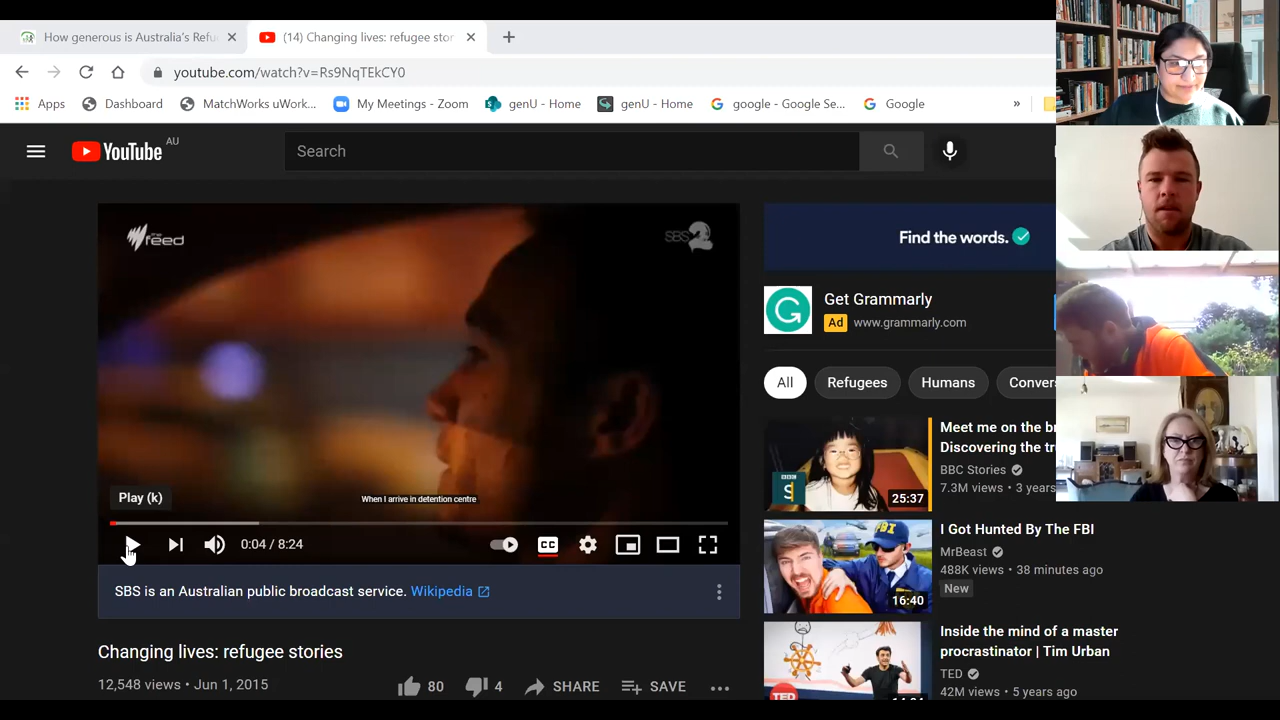 How generous is Australia's Refu
(14) Changing lives: refugee stor
youtube.com/watch?v=Rs9NqTEkCY0
Apps
Dashboard
MatchWorks uWork...
My Meetings - Zoom
genU - Home
genU - Home
google - Google Se...
Google
»
YouTube AU
Search
the feed
SBS2
When I arrive in detention centre
Play (k)
0:04 / 8:24
CC
SBS is an Australian public broadcast service. Wikipedia
Changing lives: refugee stories
12,548 views • Jun 1, 2015
80
4
SHARE
SAVE
Find the words.
Get Grammarly
Ad www.grammarly.com
All
Refugees
Humans
Convers
Meet me on the br
Discovering the tr
BBC Stories
7.3M views • 3 years
BBC
S
25:37
I Got Hunted By The FBI
MrBeast
488K views • 38 minutes ago
New
FBI
16:40
Inside the mind of a master
procrastinator | Tim Urban
TED
42M views • 5 years ago
TED